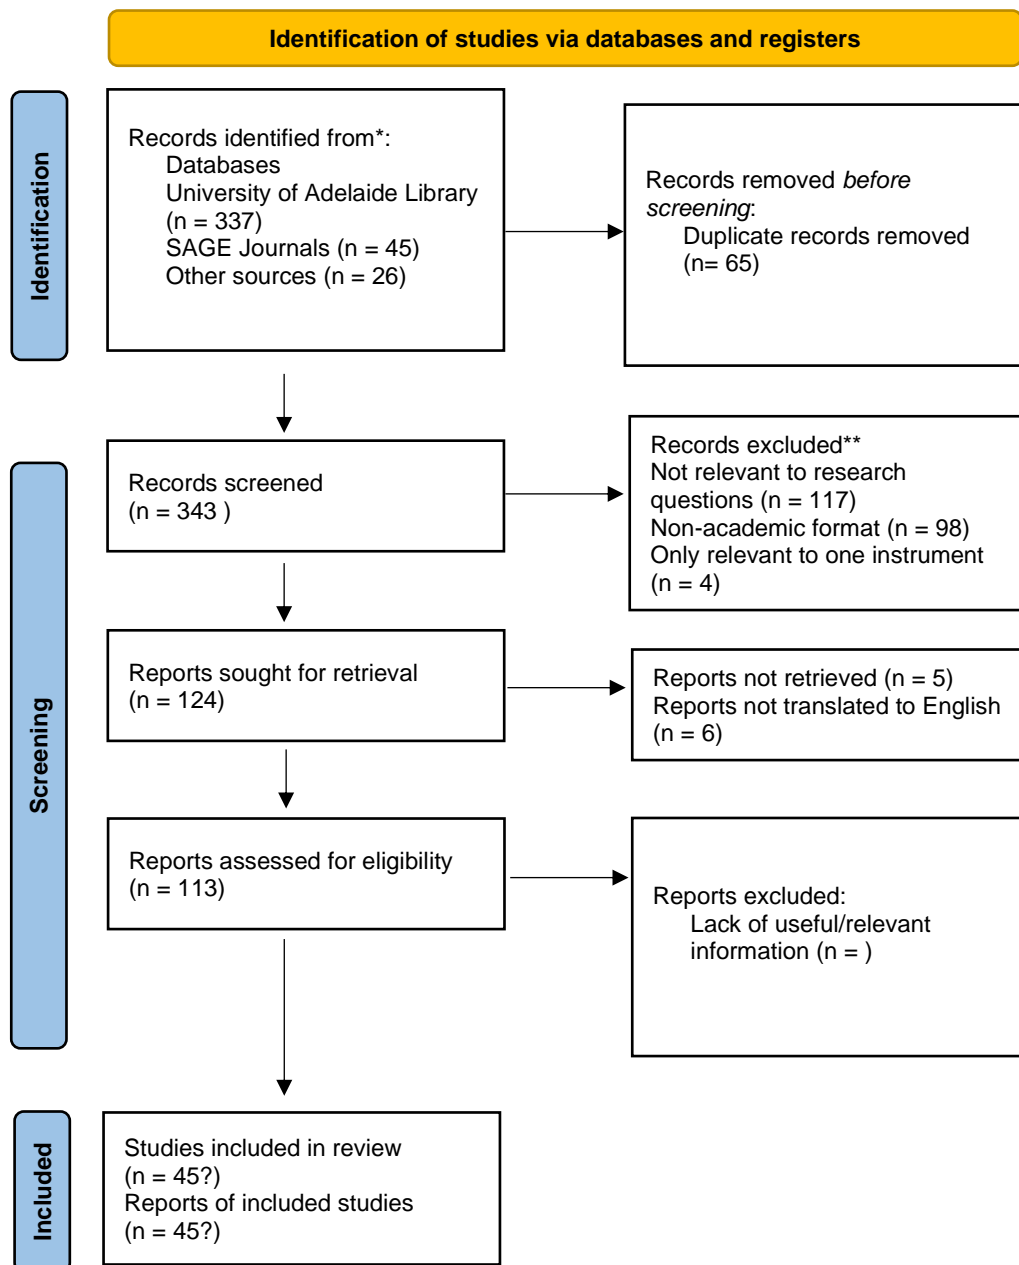 Identification of studies via databases and registers
Identification
Records identified from*:
Databases
University of Adelaide Library
(n = 337)
SAGE Journals (n = 45)
Other sources (n = 26)
Records removed before
screening:
Duplicate records removed
(n= 65)
Screening
Records screened
(n = 343 )
Records excluded**
Not relevant to research
questions (n = 117)
Non-academic format (n = 98)
Only relevant to one instrument
(n = 4)
Reports sought for retrieval
(n = 124)
Reports not retrieved (n = 5)
Reports not translated to English
(n = 6)
Reports assessed for eligibility
(n = 113)
Reports excluded:
Lack of useful/relevant
information (n = )
Included
Studies included in review
(n = 45?)
Reports of included studies
(n = 45?)